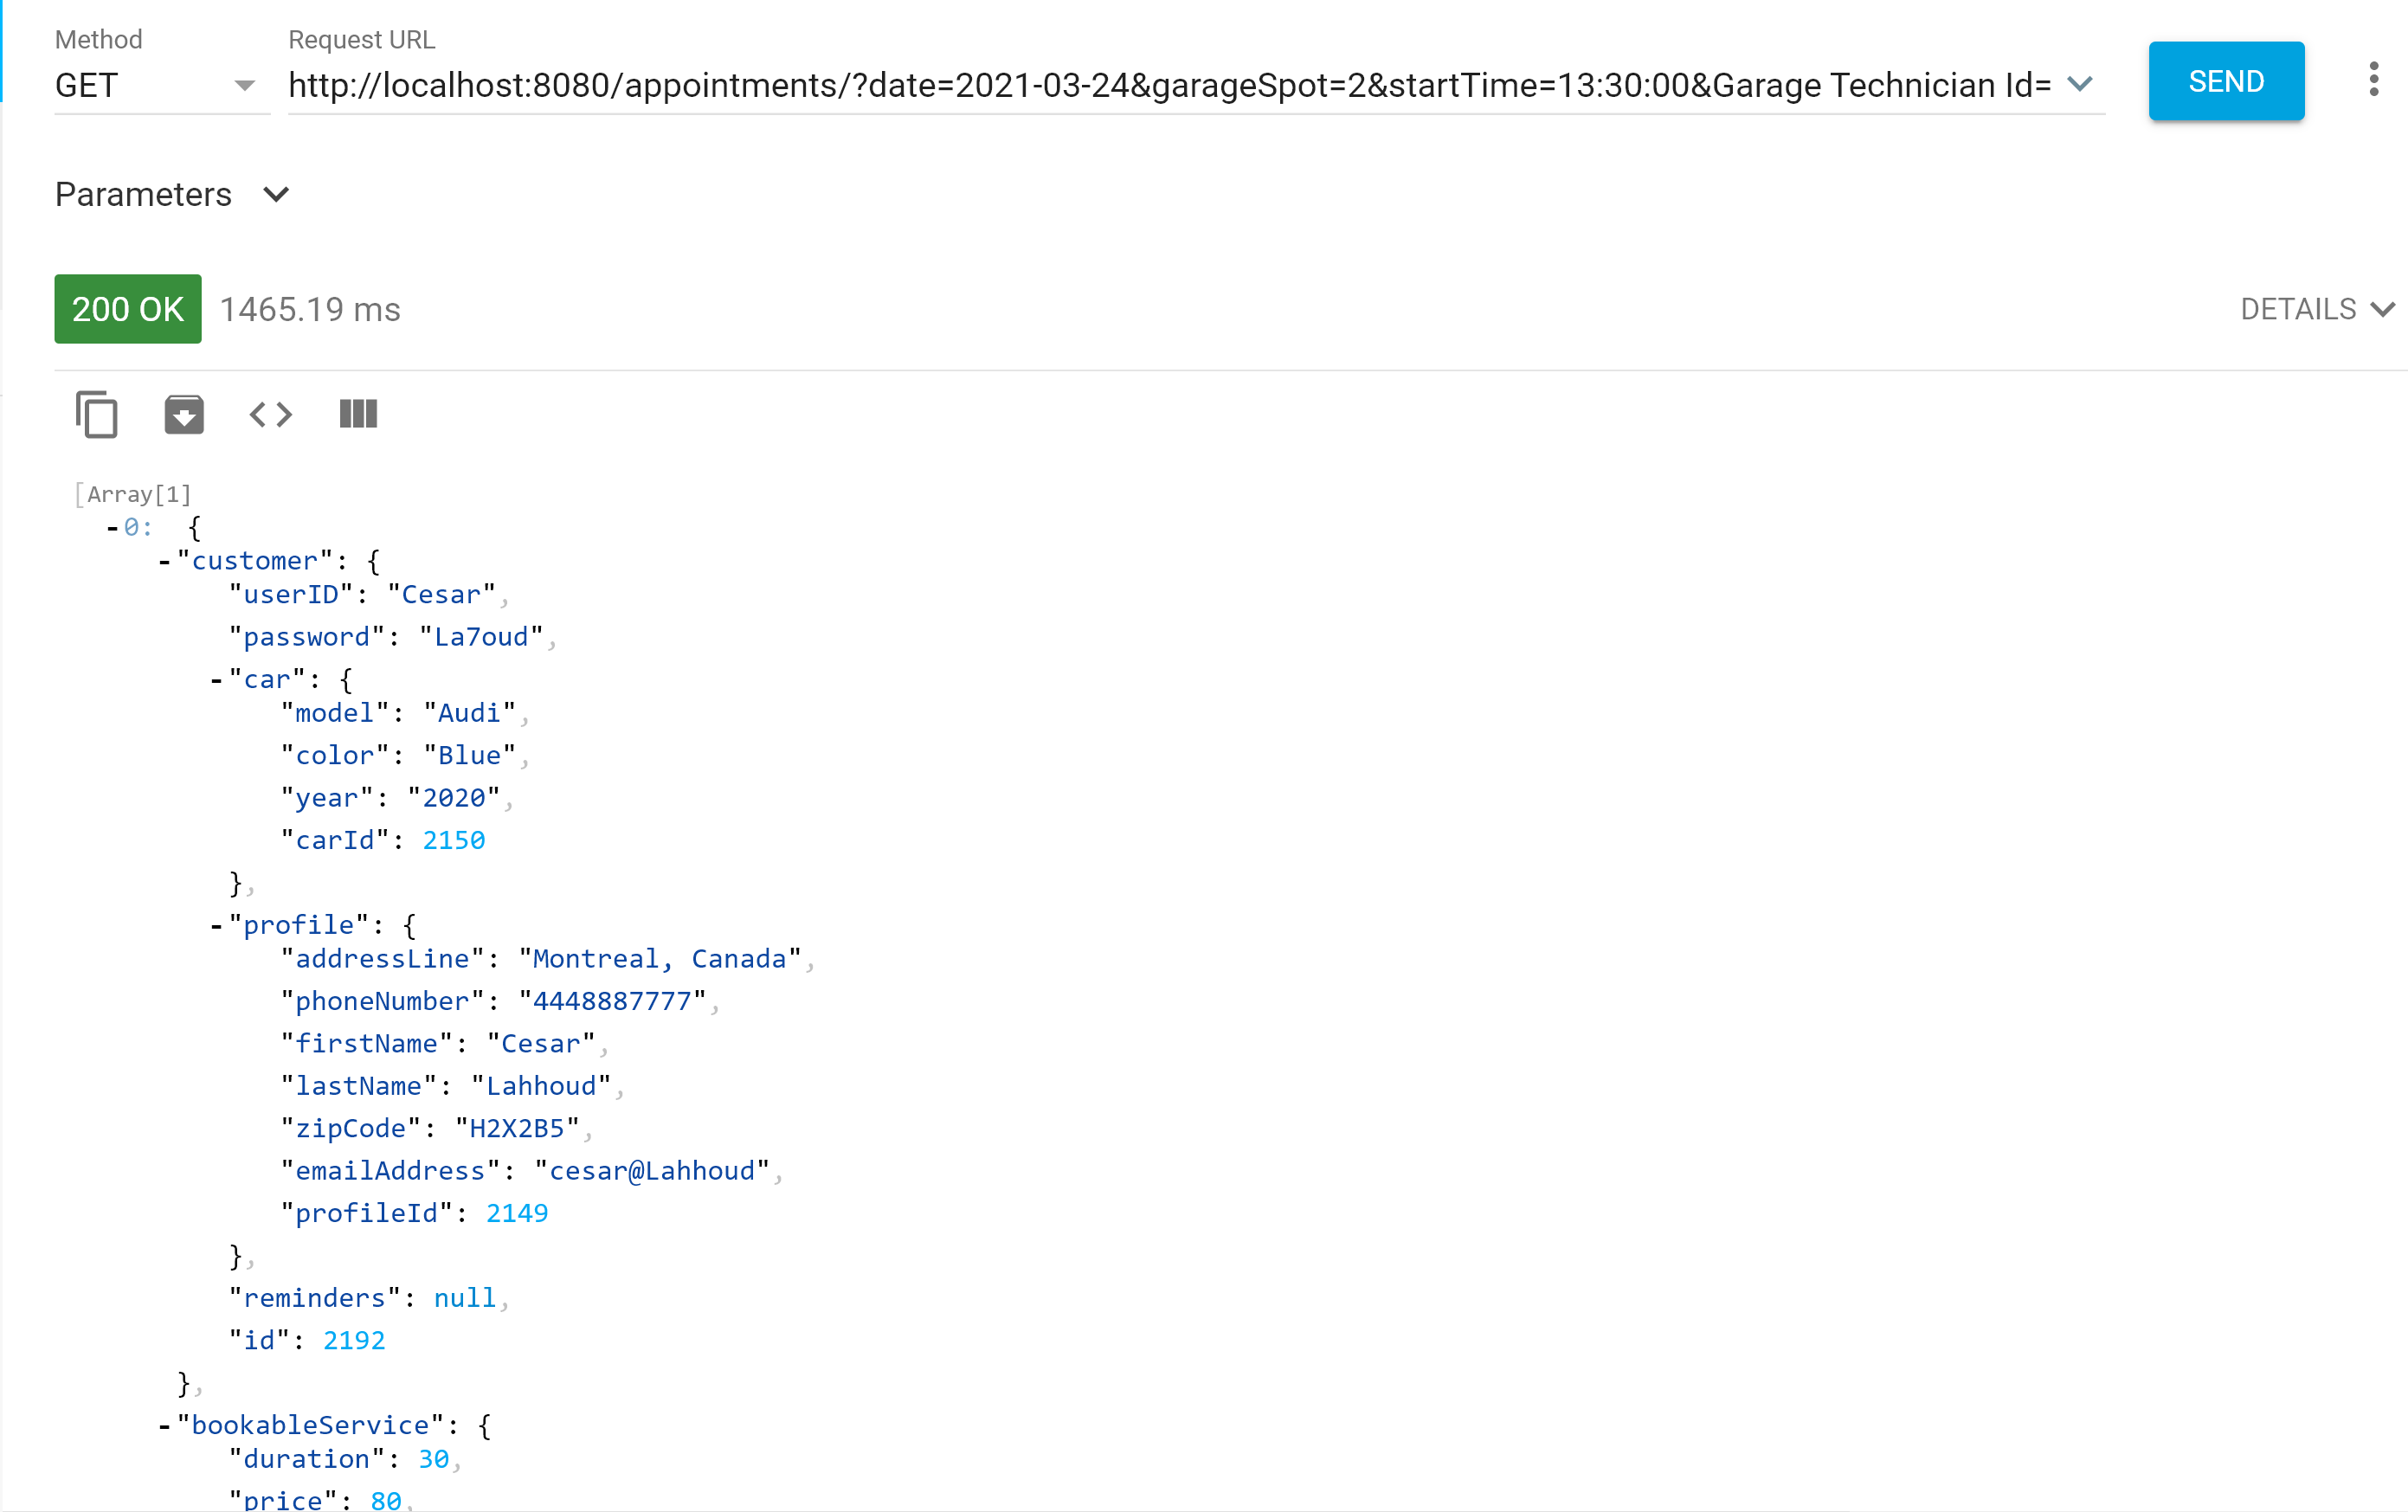 Method
Request URL
GET
http://localhost:8080/appointments/?date=2021-03-24&garageSpot=2&startTime=13:30:00&Garage Technician Id=
SEND
Parameters
200 OK 1465.19 ms
DETAILS
[Array[1]
-0: {
-"customer": {
"userID": "Cesar",
"password": "La7oud",
-"car": {
"model": "Audi",
"color": "Blue",
"year": "2020",
"carId": 2150
},
-"profile": {
"addressLine": "Montreal, Canada",
"phoneNumber": "4448887777",
"firstName": "Cesar",
"lastName": "Lahhoud",
"zipCode": "H2X2B5",
"emailAddress": "cesar@Lahhoud",
"profileId": 2149
},
"reminders": null,
"id": 2192
},
-"bookableService": {
"duration": 30,
"price": 80,